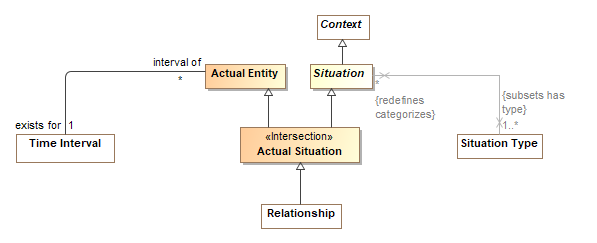 Context
interval of
Actual Entity
Situation
*
*
{redefines
categorizes}
{subsets has
type}
exists for 1
1..*
Time Interval
«Intersection»
Actual Situation
Situation Type
Relationship